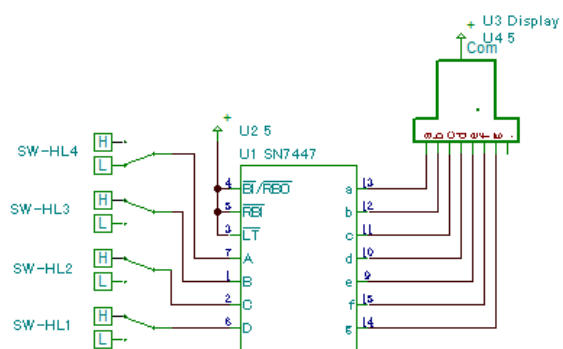 + U3 Display
U4 5
Com
a b c d e f g .
+
U2 5
U1 SN7447
SW-HL4 H
L
SW-HL3 H
L
SW-HL2 H
L
SW-HL1 H
L
4 BI/RBO
5 RBI
3 LT
7 A
1 B
2 C
6 D
a 13
b 12
c 11
d 10
e 9
f 15
g 14